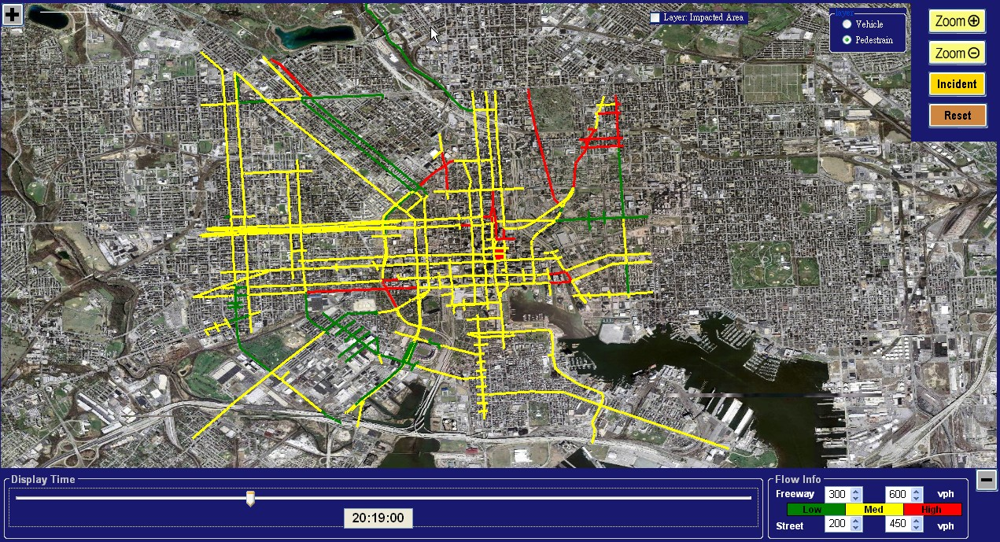 +
Layer: Impacted Area
layer
Vehicle
Pedestrain
Zoom
Zoom
Incident
Reset
Display Time
20:19:00
Flow Info
Freeway 300 600 vph
Low Med High
Street 200 450 vph